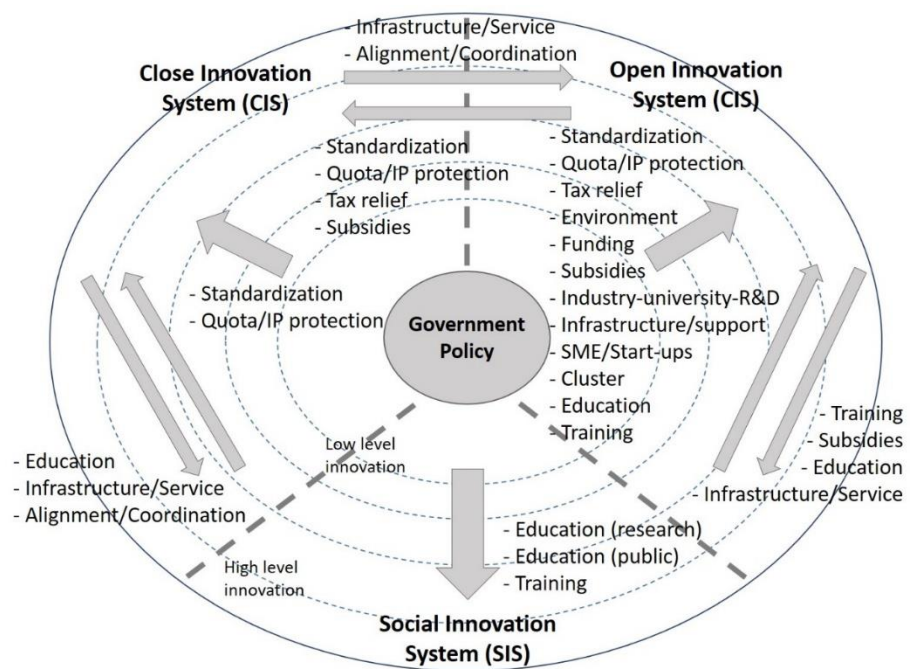 - Infrastructure/Service
- Alignment/Coordination
Close Innovation
System (CIS)
Open Innovation
System (CIS)
- Standardization
- Quota/IP protection
- Tax relief
- Subsidies
- Standardization
- Quota/IP protection
- Tax relief
- Environment
- Funding
- Subsidies
- Industry-university-R&D
- Infrastructure/support
- SME/Start-ups
- Cluster
- Education
- Training
- Standardization
- Quota/IP protection
Government
Policy
Low level
innovation
- Education
- Infrastructure/Service
- Alignment/Coordination
- Training
- Subsidies
- Education
- Infrastructure/Service
- Education (research)
- Education (public)
- Training
High level
innovation
Social Innovation
System (SIS)